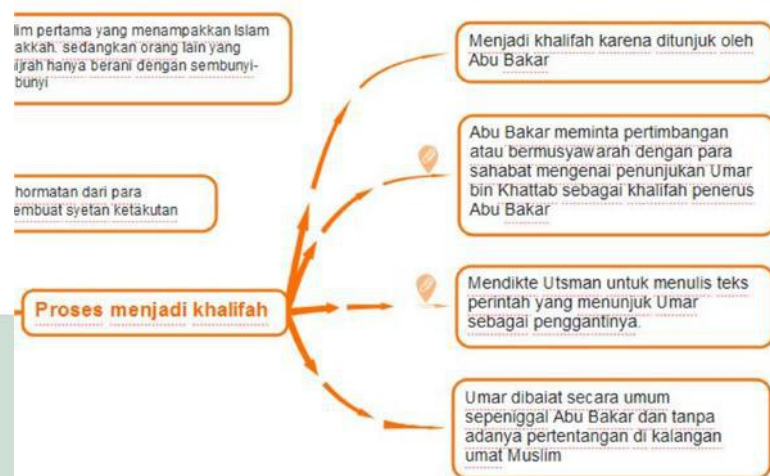 lim pertama yang menampakkan Islam
akkah. sedangkan orang lain yang
ijrah hanya berani dengan sembunyi-
bunyi
hormatan dari para
embuat syetan ketakutan
Proses menjadi khalifah
Menjadi khalifah karena ditunjuk oleh
Abu Bakar
Abu Bakar meminta pertimbangan
atau bermusyawarah dengan para
sahabat mengenai penunjukan Umar
bin Khattab sebagai khalifah penerus
Abu Bakar
Mendikte Utsman untuk menulis teks
perintah yang menunjuk Umar
sebagai penggantinya.
Umar dibaiat secara umum
sepeniggal Abu Bakar dan tanpa
adanya pertentangan di kalangan
umat Muslim